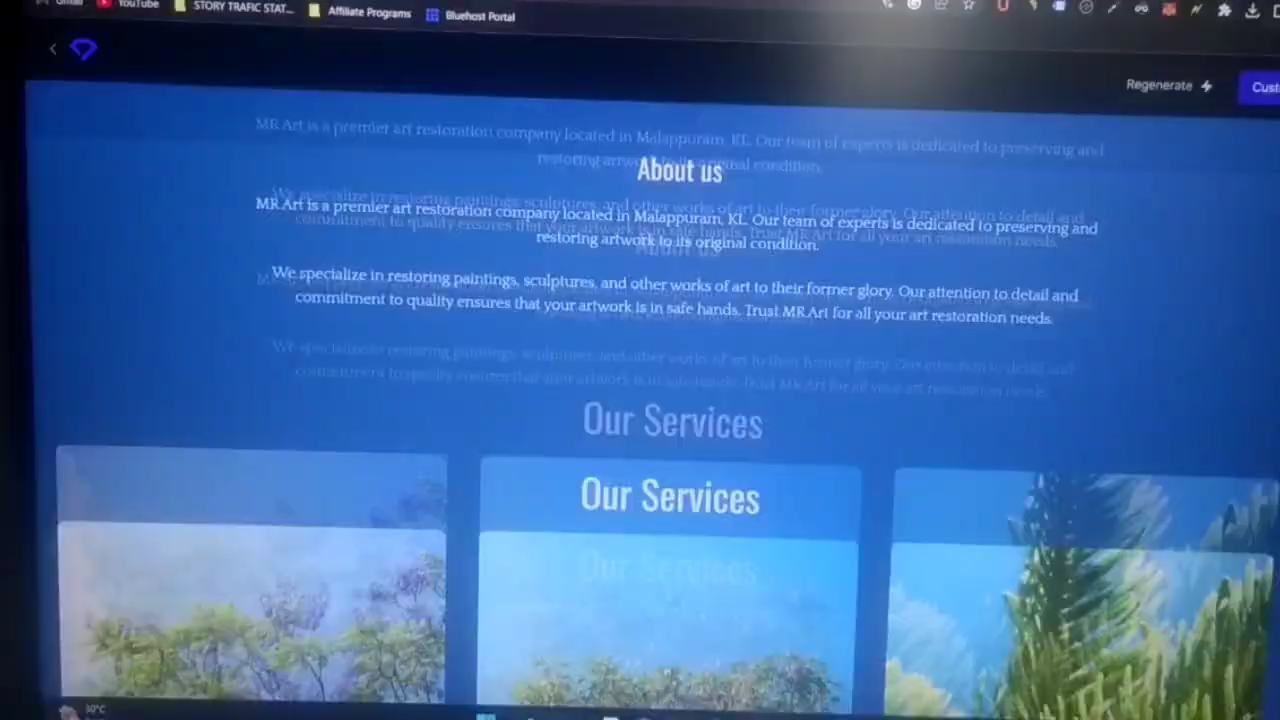 Gmail
YouTube
STORY TRAFIC STAT...
Affiliate Programs
Bluehost Portal
Regenerate
About us
MR.Art is a premier art restoration company located in Malappuram, KL. Our team of experts is dedicated to preserving and
restoring artwork to its original condition.
We specialize in restoring paintings, sculptures, and other works of art to their former glory. Our attention to detail and
commitment to quality ensures that your artwork is in safe hands. Trust MR.Art for all your art restoration needs.
Our Services
30°C